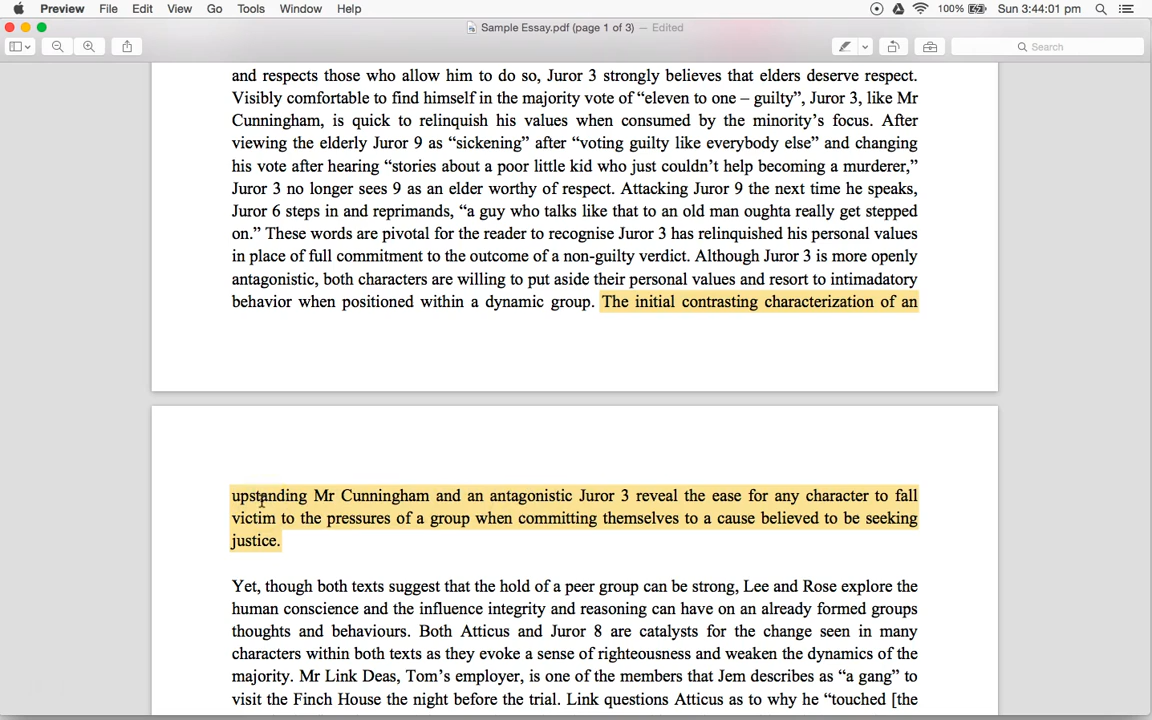 Preview File Edit View Go Tools Window Help 100% Sun 3:44:01 pm
Sample Essay.pdf (page 1 of 3) — Edited
Search
and respects those who allow him to do so, Juror 3 strongly believes that elders deserve respect.
Visibly comfortable to find himself in the majority vote of “eleven to one – guilty”, Juror 3, like Mr
Cunningham, is quick to relinquish his values when consumed by the minority’s focus. After
viewing the elderly Juror 9 as “sickening” after “voting guilty like everybody else” and changing
his vote after hearing “stories about a poor little kid who just couldn’t help becoming a murderer,”
Juror 3 no longer sees 9 as an elder worthy of respect. Attacking Juror 9 the next time he speaks,
Juror 6 steps in and reprimands, “a guy who talks like that to an old man oughta really get stepped
on.” These words are pivotal for the reader to recognise Juror 3 has relinquished his personal values
in place of full commitment to the outcome of a non-guilty verdict. Although Juror 3 is more openly
antagonistic, both characters are willing to put aside their personal values and resort to intimadatory
behavior when positioned within a dynamic group. The initial contrasting characterization of an
upstanding Mr Cunningham and an antagonistic Juror 3 reveal the ease for any character to fall
victim to the pressures of a group when committing themselves to a cause believed to be seeking
justice.
Yet, though both texts suggest that the hold of a peer group can be strong, Lee and Rose explore the
human conscience and the influence integrity and reasoning can have on an already formed groups
thoughts and behaviours. Both Atticus and Juror 8 are catalysts for the change seen in many
characters within both texts as they evoke a sense of righteousness and weaken the dynamics of the
majority. Mr Link Deas, Tom’s employer, is one of the members that Jem describes as “a gang” to
visit the Finch House the night before the trial. Link questions Atticus as to why he “touched [the